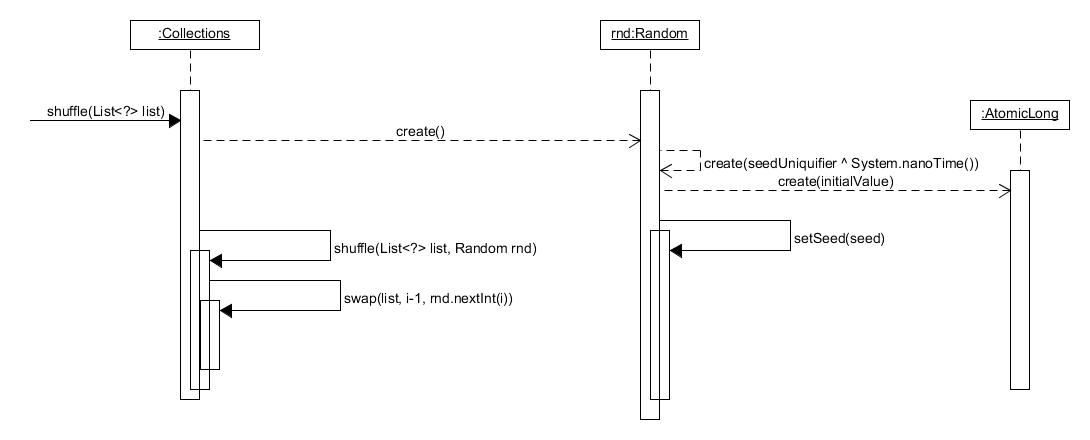 :Collections
rnd:Random
:AtomicLong
shuffle(List<?> list)
create()
create(seedUniquifier ^ System.nanoTime())
create(initialValue)
setSeed(seed)
shuffle(List<?> list, Random rnd)
swap(list, i-1, rnd.nextInt(i))